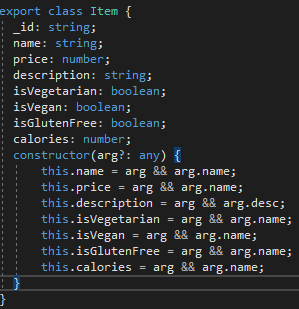 export class Item {
_id: string;
name: string;
price: number;
description: string;
isVegetarian: boolean;
isVegan: boolean;
isGlutenFree: boolean;
calories: number;
constructor(arg?: any) {
this.name = arg && arg.name;
this.price = arg && arg.name;
this.description = arg && arg.desc;
this.isVegetarian = arg && arg.name;
this.isVegan = arg && arg.name;
this.isGlutenFree = arg && arg.name;
this.calories = arg && arg.name;
}
}